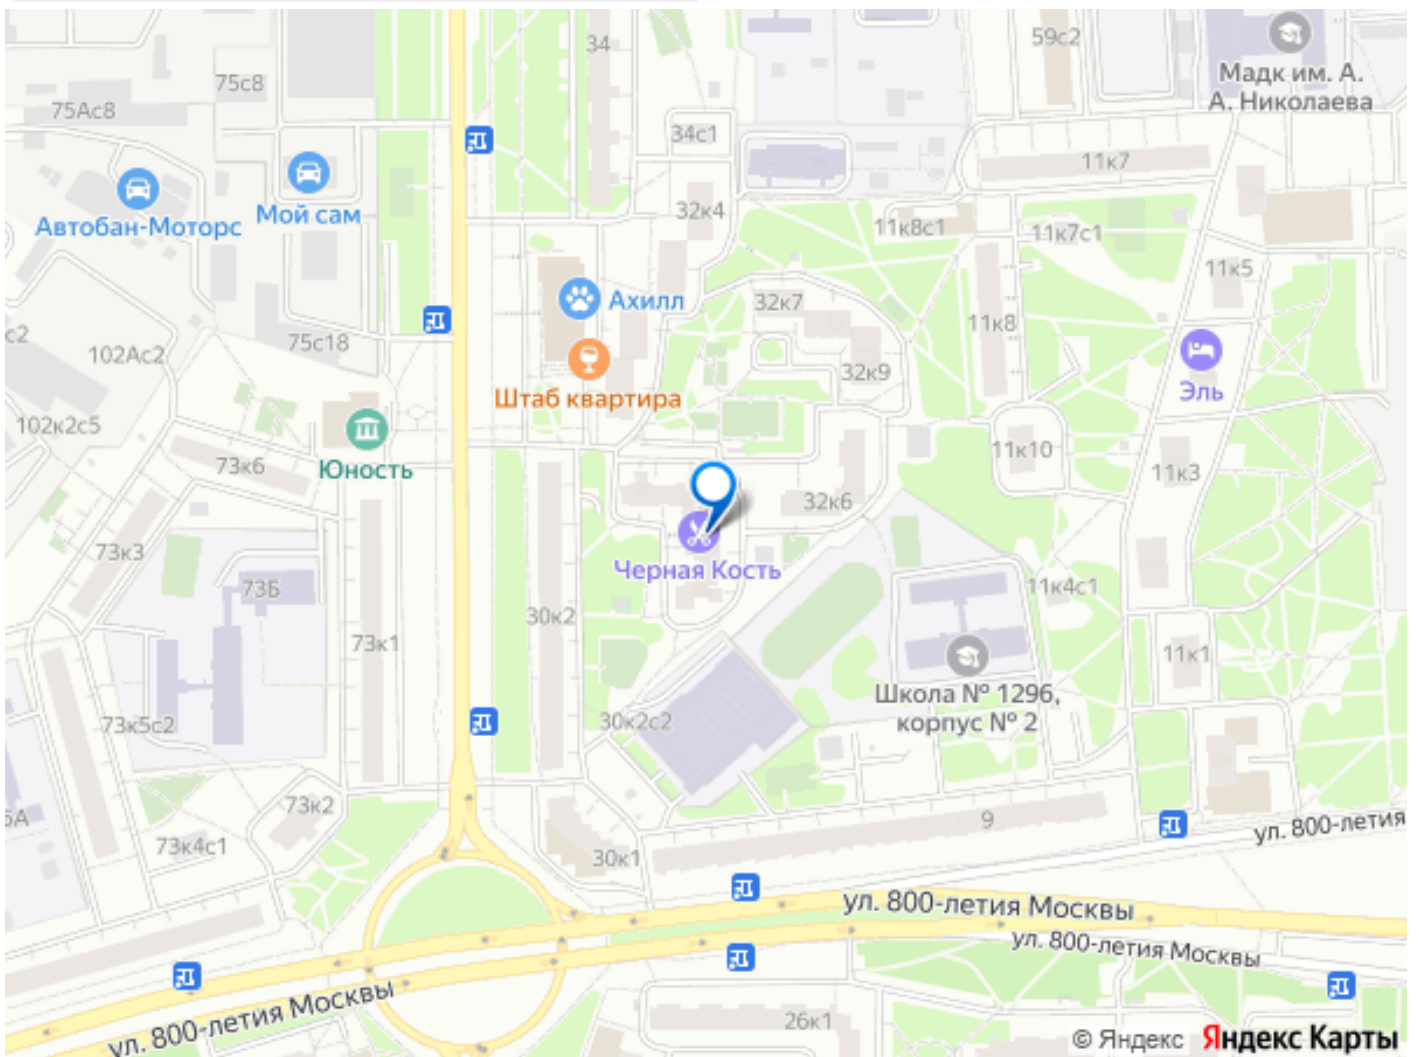 34
59с2
Мадк им. А.
А. Николаева
75с8
75Ас8
34с1
11к7
Автобан-Моторс
Мой сам
32к4
11к8с1
11к7с1
11к5
Ахилл
32к7
11к8
с2
102Ас2
75с18
32к9
Эль
Штаб квартира
102к2с5
73к6
Юность
11к10
11к3
32к6
73к3
Черная Кость
73Б
30к2
11к4с1
73к1
11к1
Школа № 1296,
корпус № 2
73к5с2
30к2с2
73к2
5А
73к4с1
9
ул. 800-летия
30к1
ул. 800-летия Москвы
ул. 800-летия Москвы
ул. 800-летия Москвы
26к1
© Яндекс Яндекс Карты